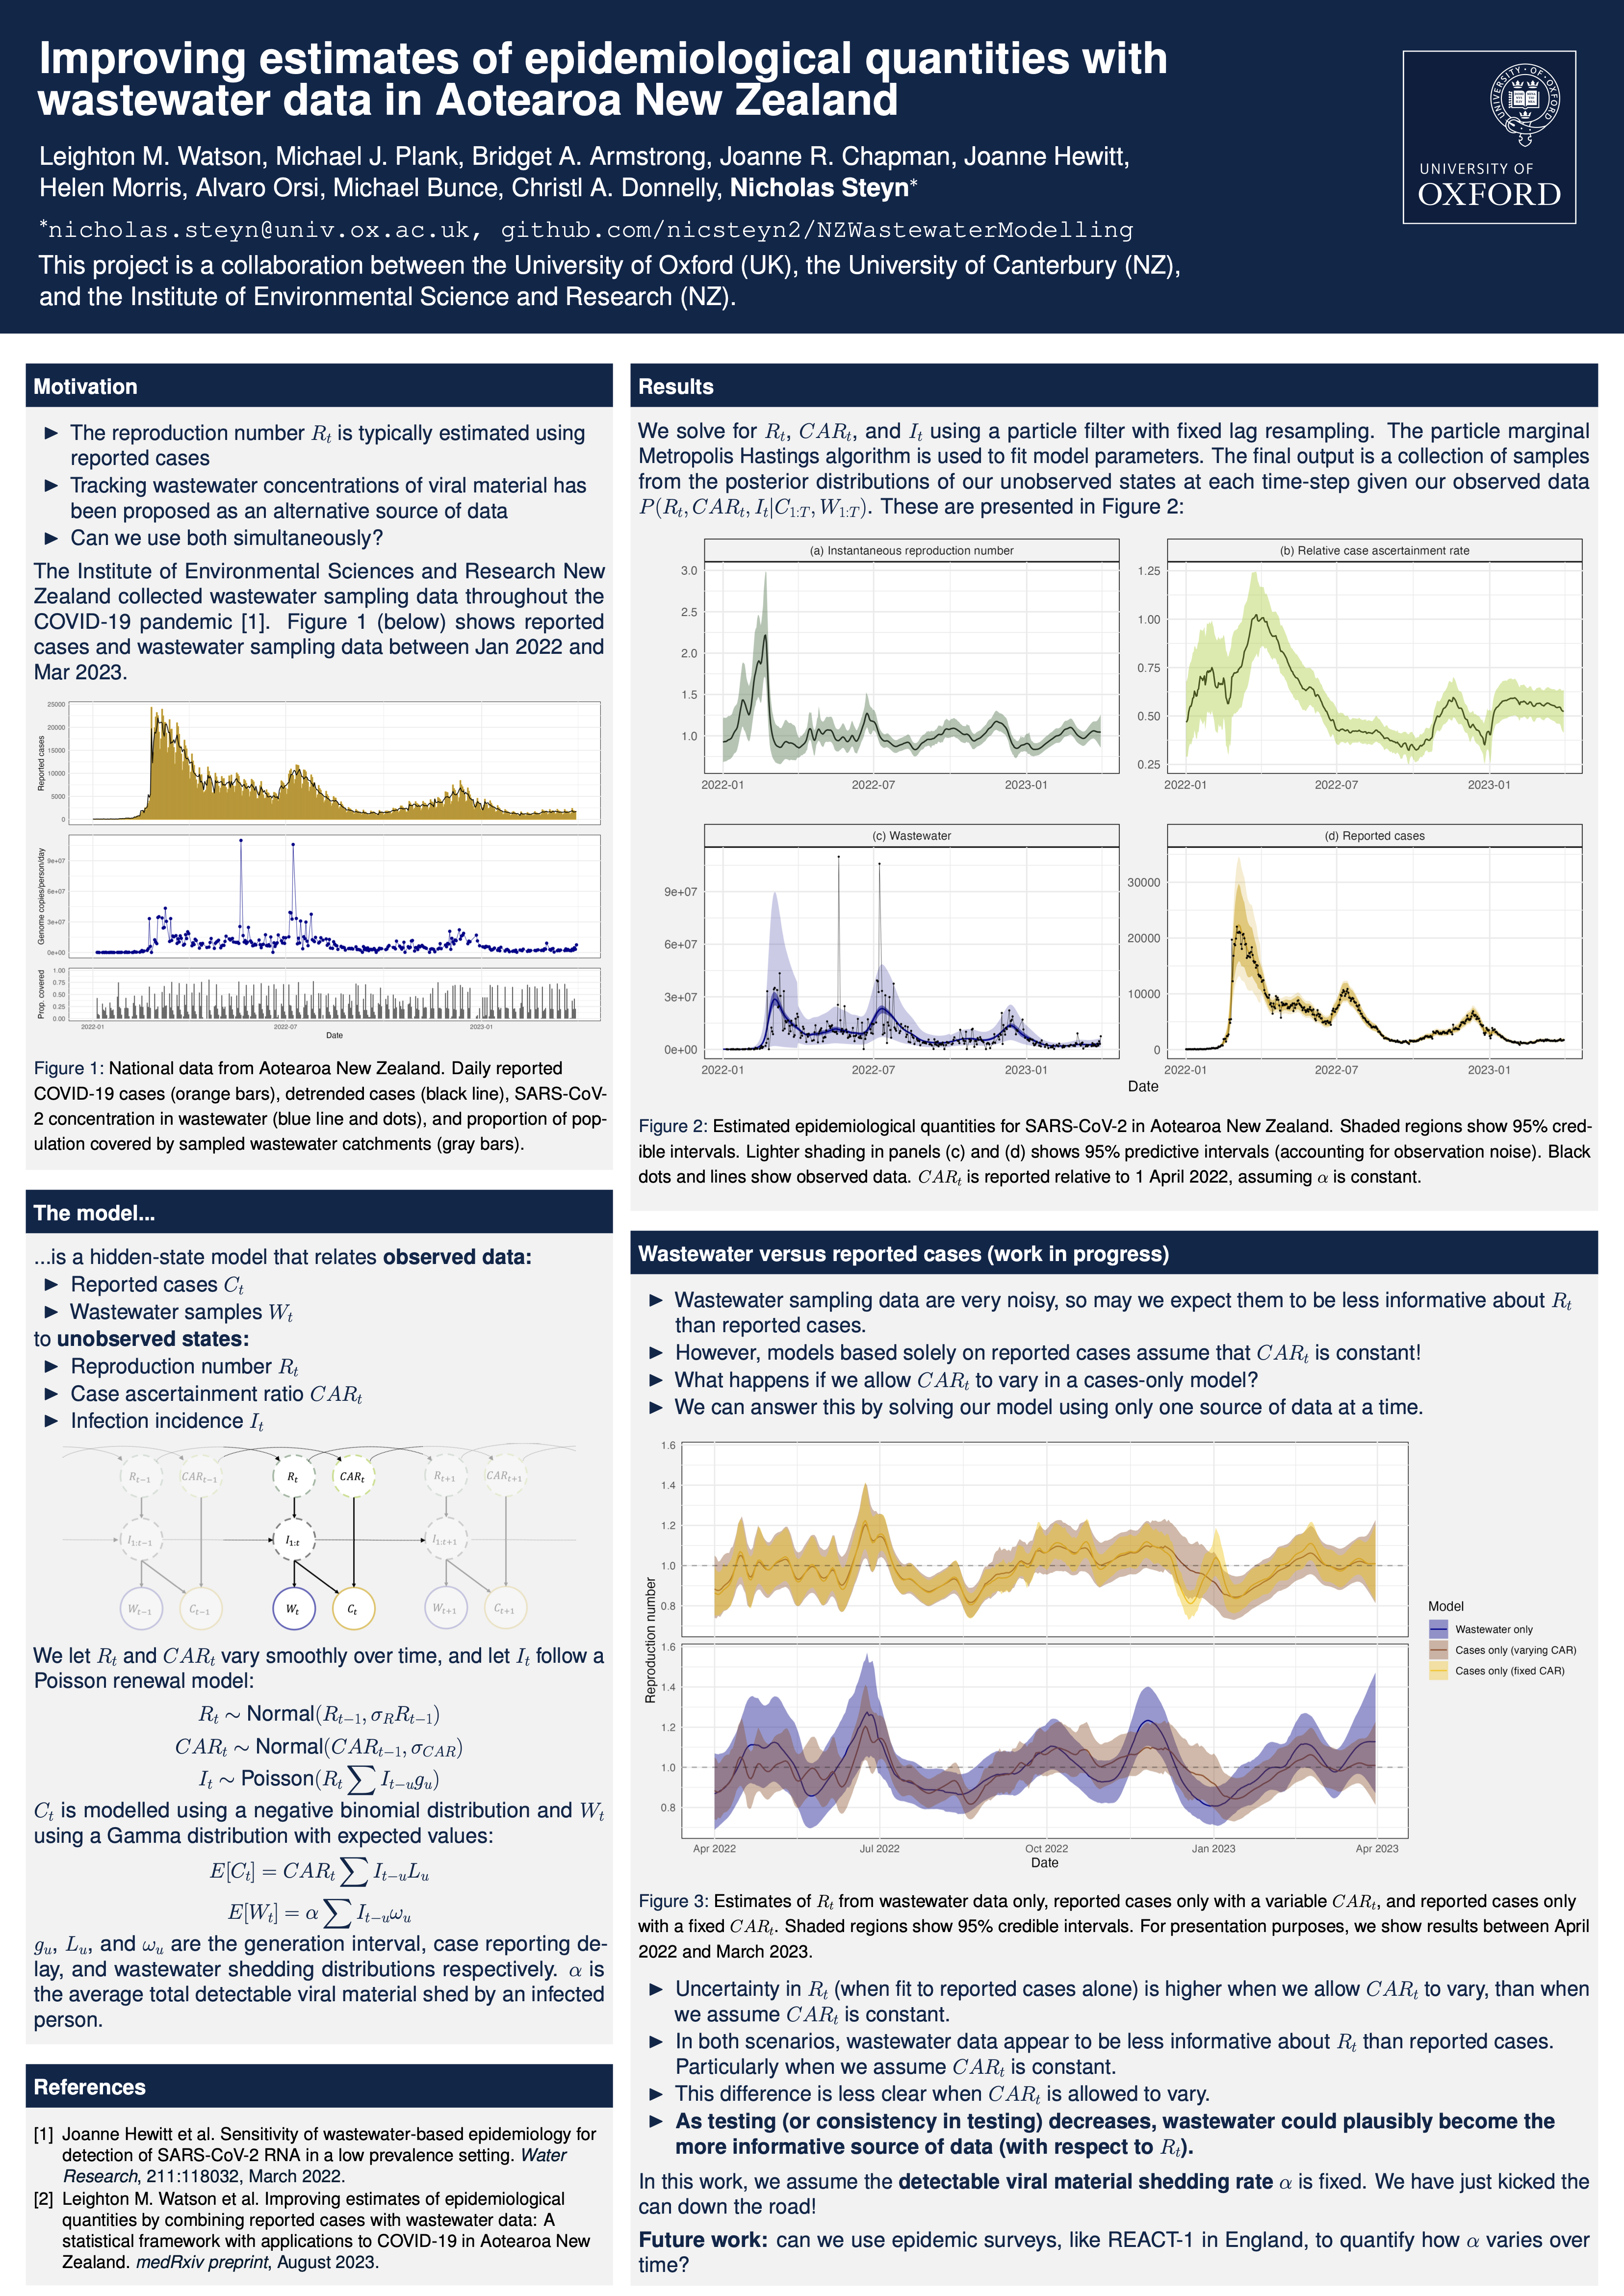 Improving estimates of epidemiological quantities with
wastewater data in Aotearoa New Zealand
Leighton M. Watson, Michael J. Plank, Bridget A. Armstrong, Joanne R. Chapman, Joanne Hewitt,
Helen Morris, Alvaro Orsi, Michael Bunce, Christl A. Donnelly, Nicholas Steyn*
*nicholas.steyn@univ.ox.ac.uk, github.com/nicsteyn2/NZWastewaterModelling
This project is a collaboration between the University of Oxford (UK), the University of Canterbury (NZ),
and the Institute of Environmental Science and Research (NZ).
UNIVERSITY OF OXFORD
UNIVERSITY OF
OXFORD
Motivation
► The reproduction number R_t is typically estimated using
reported cases
► Tracking wastewater concentrations of viral material has
been proposed as an alternative source of data
► Can we use both simultaneously?
The Institute of Environmental Sciences and Research New
Zealand collected wastewater sampling data throughout the
COVID-19 pandemic [1]. Figure 1 (below) shows reported
cases and wastewater sampling data between Jan 2022 and
Mar 2023.
Reported cases
25000
20000
15000
10000
5000
0
Genome copies/person/day
9e+07
6e+07
3e+07
0e+00
Prop. covered
1.00
0.75
0.50
0.25
0.00
2022-01 2022-07 2023-01
Date
Figure 1: National data from Aotearoa New Zealand. Daily reported
COVID-19 cases (orange bars), detrended cases (black line), SARS-CoV-
2 concentration in wastewater (blue line and dots), and proportion of pop-
ulation covered by sampled wastewater catchments (gray bars).
The model...
...is a hidden-state model that relates observed data:
► Reported cases C_t
► Wastewater samples W_t
to unobserved states:
► Reproduction number R_t
► Case ascertainment ratio CAR_t
► Infection incidence I_t
R_{t−1} CAR_{t−1} R_t CAR_t R_{t+1} CAR_{t+1}
I_{1:t−1} I_{1:t} I_{1:t+1}
W_{t−1} C_{t−1} W_t C_t W_{t+1} C_{t+1}
We let R_t and CAR_t vary smoothly over time, and let I_t follow a
Poisson renewal model:
R_t ∼ Normal(R_{t−1}, σ_R R_{t−1})
CAR_t ∼ Normal(CAR_{t−1}, σ_{CAR})
I_t ∼ Poisson(R_t ∑ I_{t−u} g_u)
C_t is modelled using a negative binomial distribution and W_t
using a Gamma distribution with expected values:
E[C_t] = CAR_t ∑ I_{t−u} L_u
E[W_t] = α ∑ I_{t−u} ω_u
g_u, L_u, and ω_u are the generation interval, case reporting de-
lay, and wastewater shedding distributions respectively. α is
the average total detectable viral material shed by an infected
person.
References
[1] Joanne Hewitt et al. Sensitivity of wastewater-based epidemiology for
detection of SARS-CoV-2 RNA in a low prevalence setting. Water
Research, 211:118032, March 2022.
[2] Leighton M. Watson et al. Improving estimates of epidemiological
quantities by combining reported cases with wastewater data: A
statistical framework with applications to COVID-19 in Aotearoa New
Zealand. medRxiv preprint, August 2023.
Results
We solve for R_t, CAR_t, and I_t using a particle filter with fixed lag resampling. The particle marginal
Metropolis Hastings algorithm is used to fit model parameters. The final output is a collection of samples
from the posterior distributions of our unobserved states at each time-step given our observed data
P(R_t, CAR_t, I_t|C_{1:T}, W_{1:T}). These are presented in Figure 2:
(a) Instantaneous reproduction number
3.0
2.5
2.0
1.5
1.0
2022-01 2022-07 2023-01
(b) Relative case ascertainment rate
1.25
1.00
0.75
0.50
0.25
2022-01 2022-07 2023-01
(c) Wastewater
9e+07
6e+07
3e+07
0e+00
2022-01 2022-07 2023-01
(d) Reported cases
30000
20000
10000
0
2022-01 2022-07 2023-01
Date
Figure 2: Estimated epidemiological quantities for SARS-CoV-2 in Aotearoa New Zealand. Shaded regions show 95% cred-
ible intervals. Lighter shading in panels (c) and (d) shows 95% predictive intervals (accounting for observation noise). Black
dots and lines show observed data. CAR_t is reported relative to 1 April 2022, assuming α is constant.
Wastewater versus reported cases (work in progress)
► Wastewater sampling data are very noisy, so may we expect them to be less informative about R_t
than reported cases.
► However, models based solely on reported cases assume that CAR_t is constant!
► What happens if we allow CAR_t to vary in a cases-only model?
► We can answer this by solving our model using only one source of data at a time.
Reproduction number
1.6
1.4
1.2
1.0
0.8
1.6
1.4
1.2
1.0
0.8
Apr 2022 Jul 2022 Oct 2022 Jan 2023 Apr 2023
Date
Model
Wastewater only
Cases only (varying CAR)
Cases only (fixed CAR)
Figure 3: Estimates of R_t from wastewater data only, reported cases only with a variable CAR_t, and reported cases only
with a fixed CAR_t. Shaded regions show 95% credible intervals. For presentation purposes, we show results between April
2022 and March 2023.
► Uncertainty in R_t (when fit to reported cases alone) is higher when we allow CAR_t to vary, than when
we assume CAR_t is constant.
► In both scenarios, wastewater data appear to be less informative about R_t than reported cases.
Particularly when we assume CAR_t is constant.
► This difference is less clear when CAR_t is allowed to vary.
► As testing (or consistency in testing) decreases, wastewater could plausibly become the
more informative source of data (with respect to R_t).
In this work, we assume the detectable viral material shedding rate α is fixed. We have just kicked the
can down the road!
Future work: can we use epidemic surveys, like REACT-1 in England, to quantify how α varies over
time?